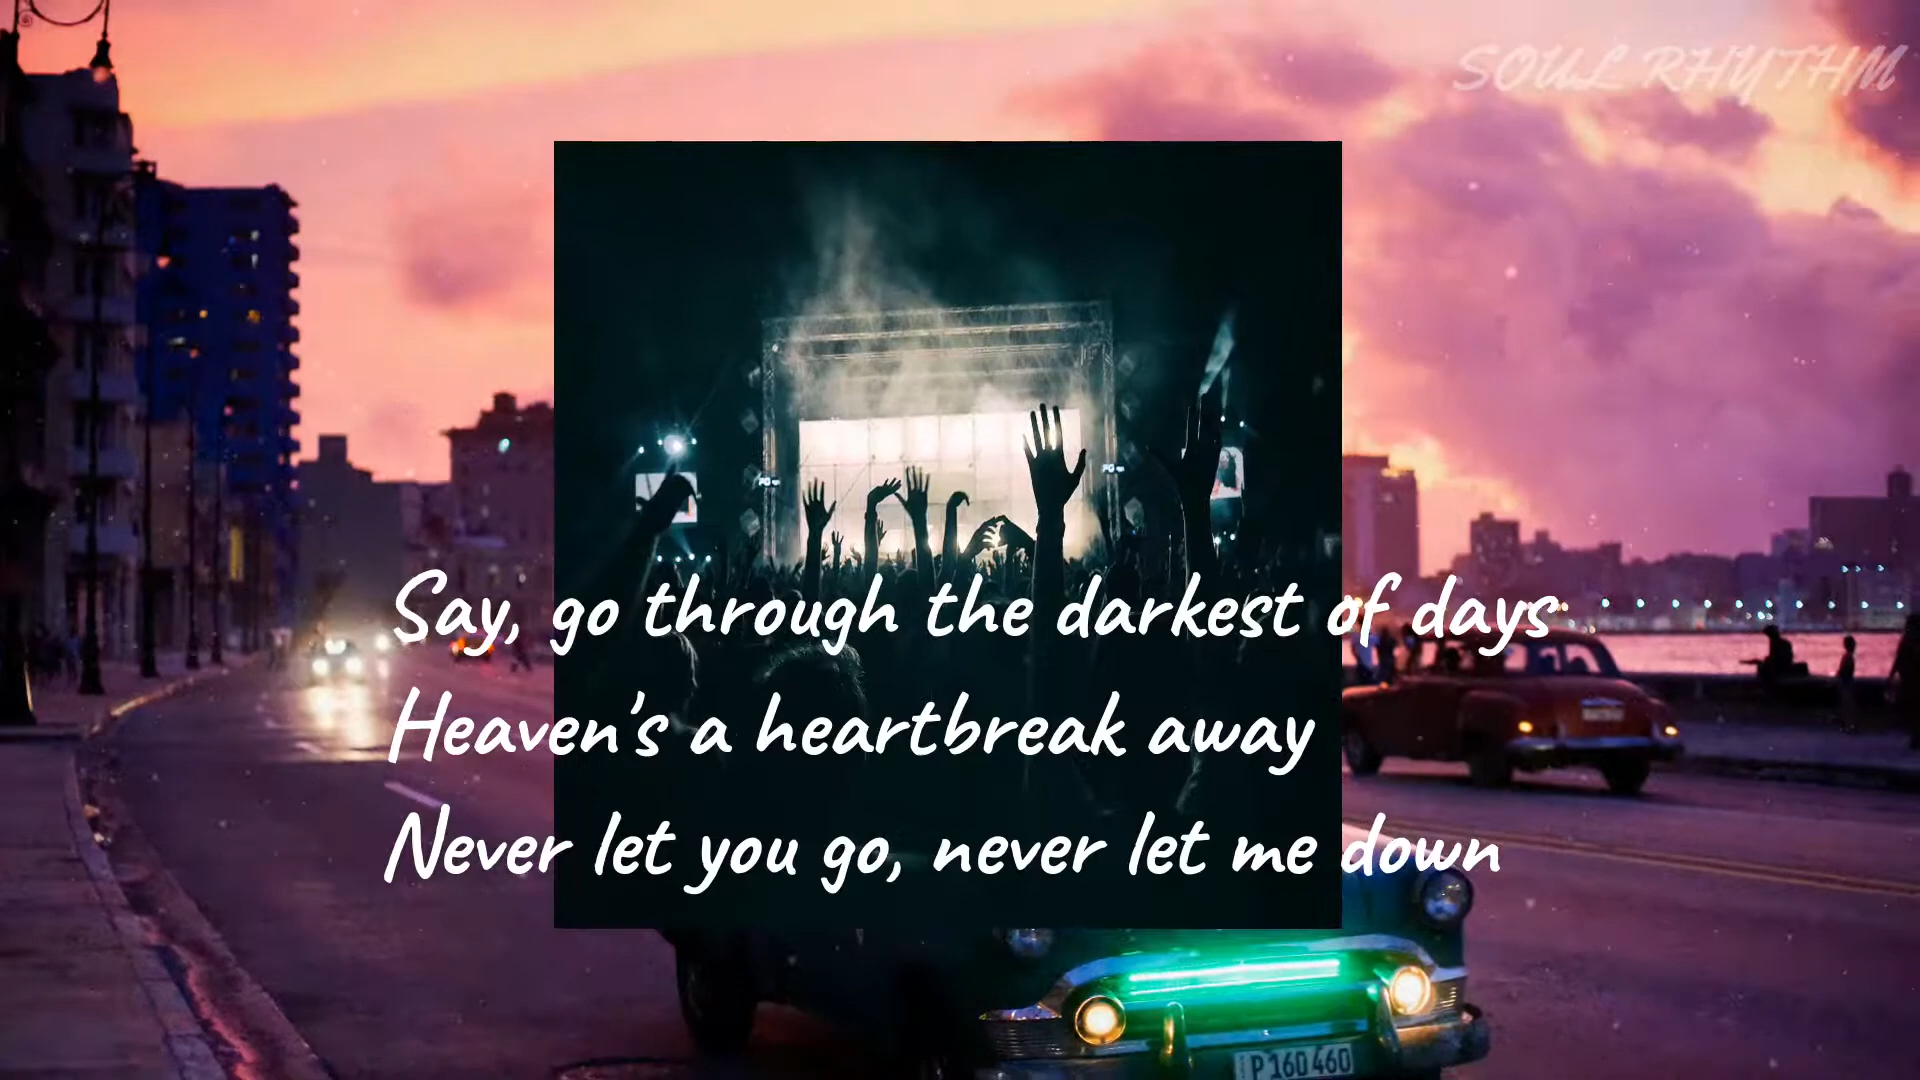 SOUL RHYTHM
Say, go through the darkest of days
Heaven's a heartbreak away
Never let you go, never let me down
P 160 460